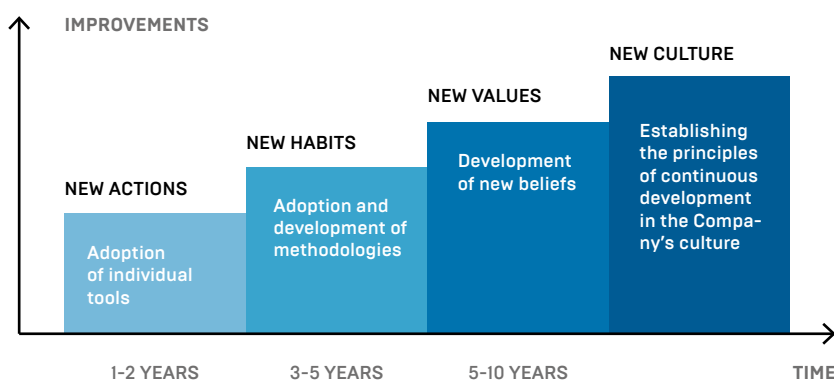 IMPROVEMENTS
NEW CULTURE
NEW VALUES
NEW HABITS
NEW ACTIONS
Establishing
the principles
of continuous
development
in the Compa-
ny's culture
Development
of new beliefs
Adoption and
development of
methodologies
Adoption
of individual
tools
1-2 YEARS
3-5 YEARS
5-10 YEARS
TIME